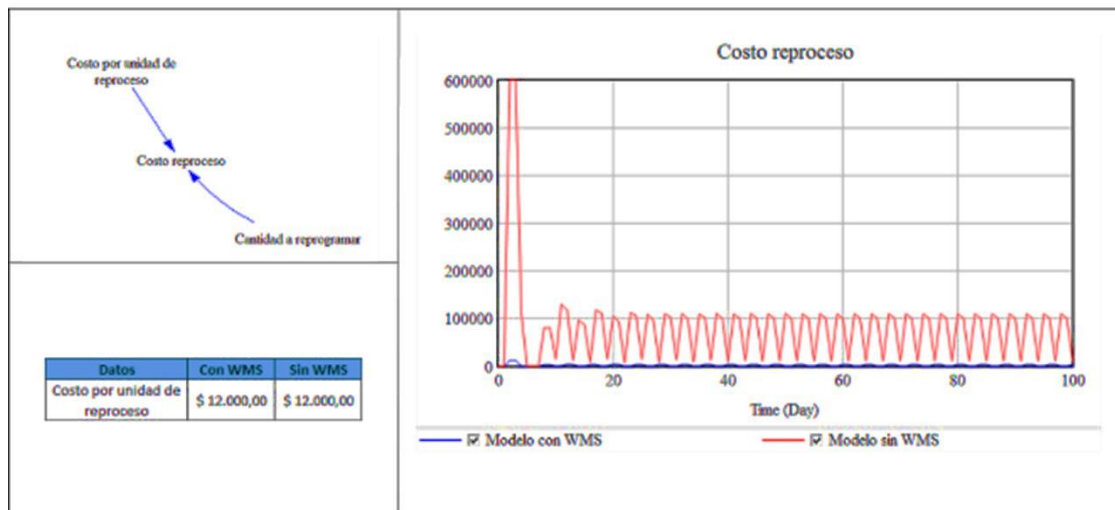 Costo por unidad de
reproceso
Costo reproceso
Cantidad a reprogramar
Datos Con WMS Sin WMS
Costo por unidad de
reproceso
$ 12.000,00 $ 12.000,00
Costo reproceso
600000
500000
400000
300000
200000
100000
0
0 20 40 60 80 100
Time (Day)
Modelo con WMS Modelo sin WMS